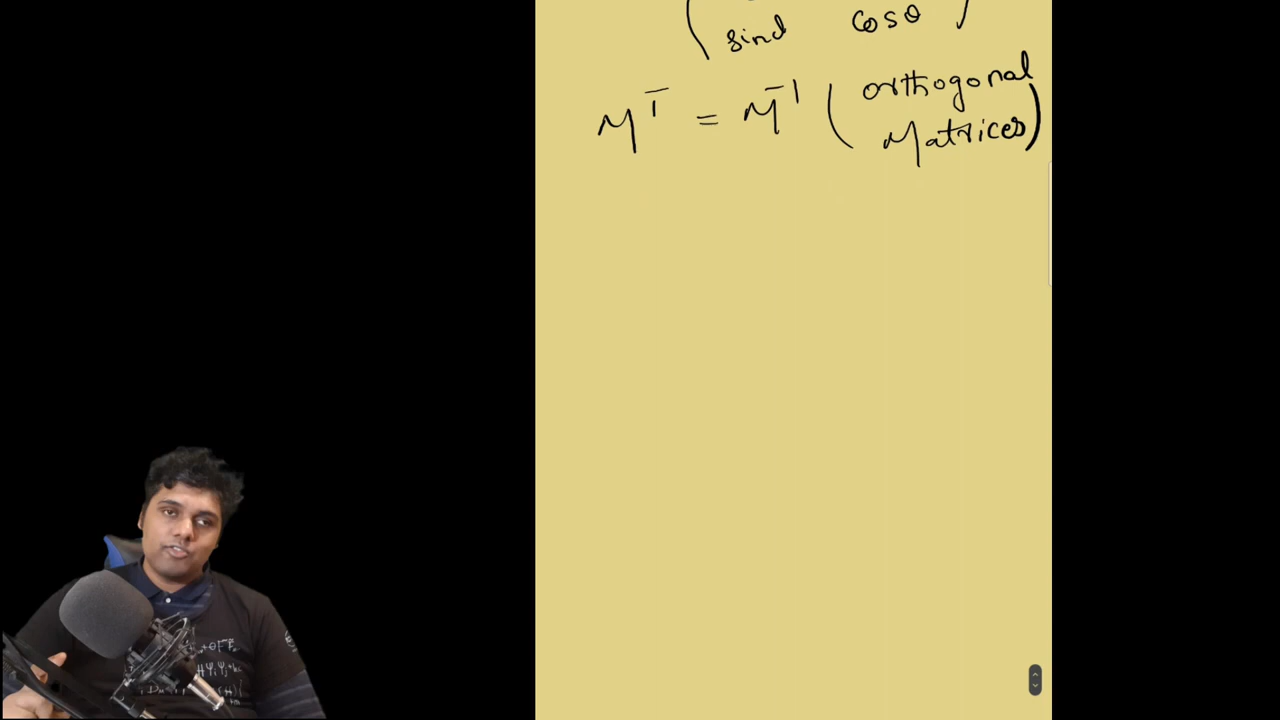 sinθ cosθ
M^T = M^-1 (orthogonal
Matrices)